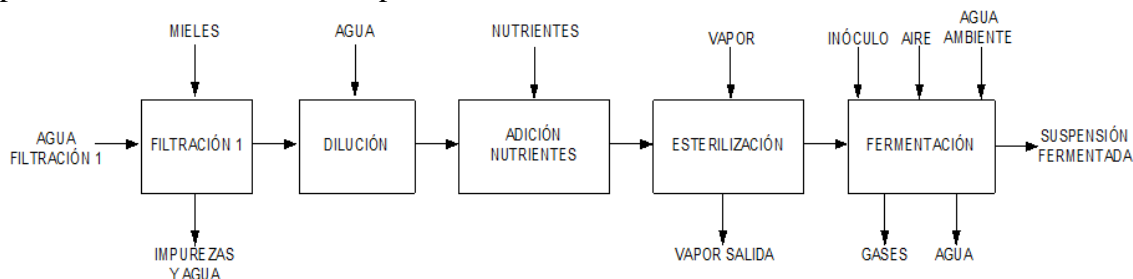 MIELES
AGUA
NUTRIENTES
VAPOR
INÓCULO
AIRE
AGUA
AMBIENTE
AGUA
FILTRACIÓN 1
FILTRACIÓN 1
DILUCIÓN
ADICIÓN
NUTRIENTES
ESTERILIZACIÓN
FERMENTACIÓN
SUSPENSIÓN
FERMENTADA
IMPUREZAS
Y AGUA
VAPOR SALIDA
GASES
AGUA